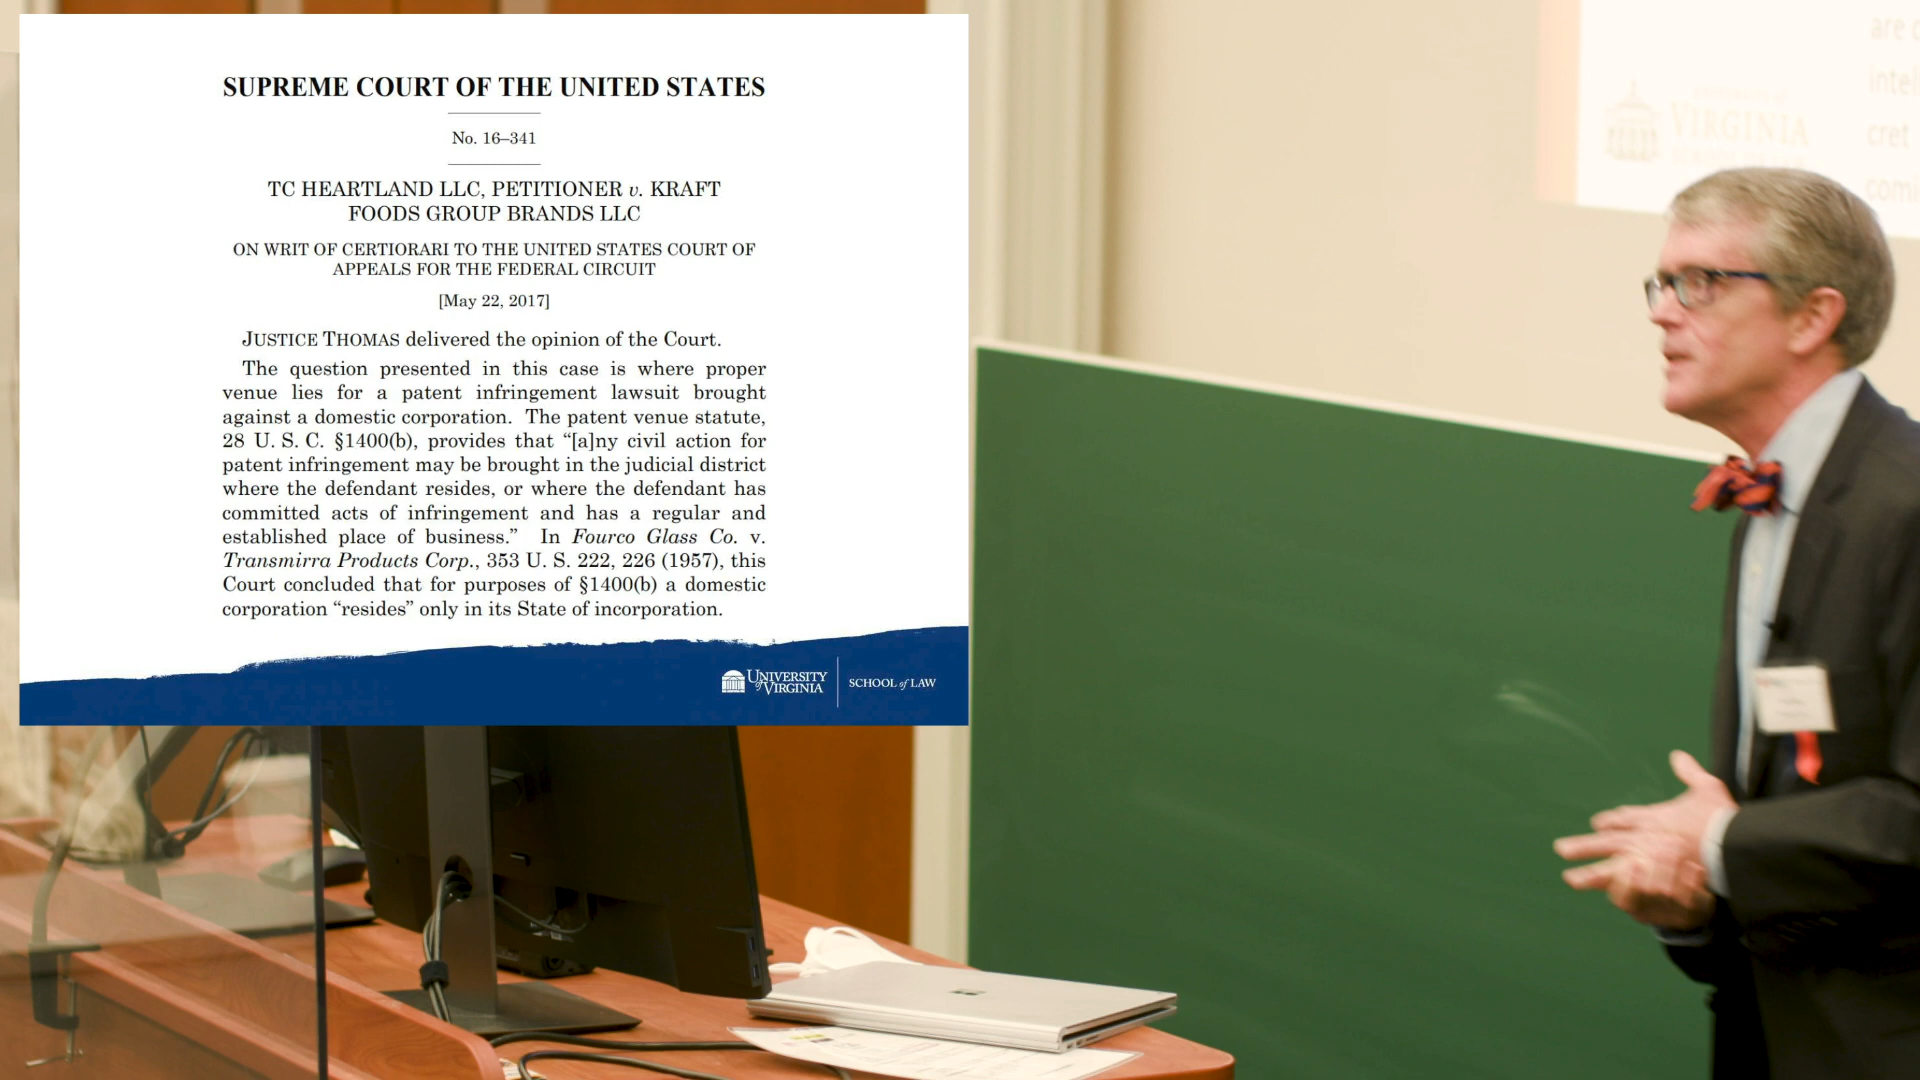 SUPREME COURT OF THE UNITED STATES
No. 16–341
TC HEARTLAND LLC, PETITIONER v. KRAFT
FOODS GROUP BRANDS LLC
ON WRIT OF CERTIORARI TO THE UNITED STATES COURT OF
APPEALS FOR THE FEDERAL CIRCUIT
[May 22, 2017]
JUSTICE THOMAS delivered the opinion of the Court.
The question presented in this case is where proper
venue lies for a patent infringement lawsuit brought
against a domestic corporation. The patent venue statute,
28 U. S. C. §1400(b), provides that “[a]ny civil action for
patent infringement may be brought in the judicial district
where the defendant resides, or where the defendant has
committed acts of infringement and has a regular and
established place of business.” In Fourco Glass Co. v.
Transmirra Products Corp., 353 U. S. 222, 226 (1957), this
Court concluded that for purposes of §1400(b) a domestic
corporation “resides” only in its State of incorporation.
UNIVERSITY
of VIRGINIA
SCHOOL of LAW
are
VIRGINIA